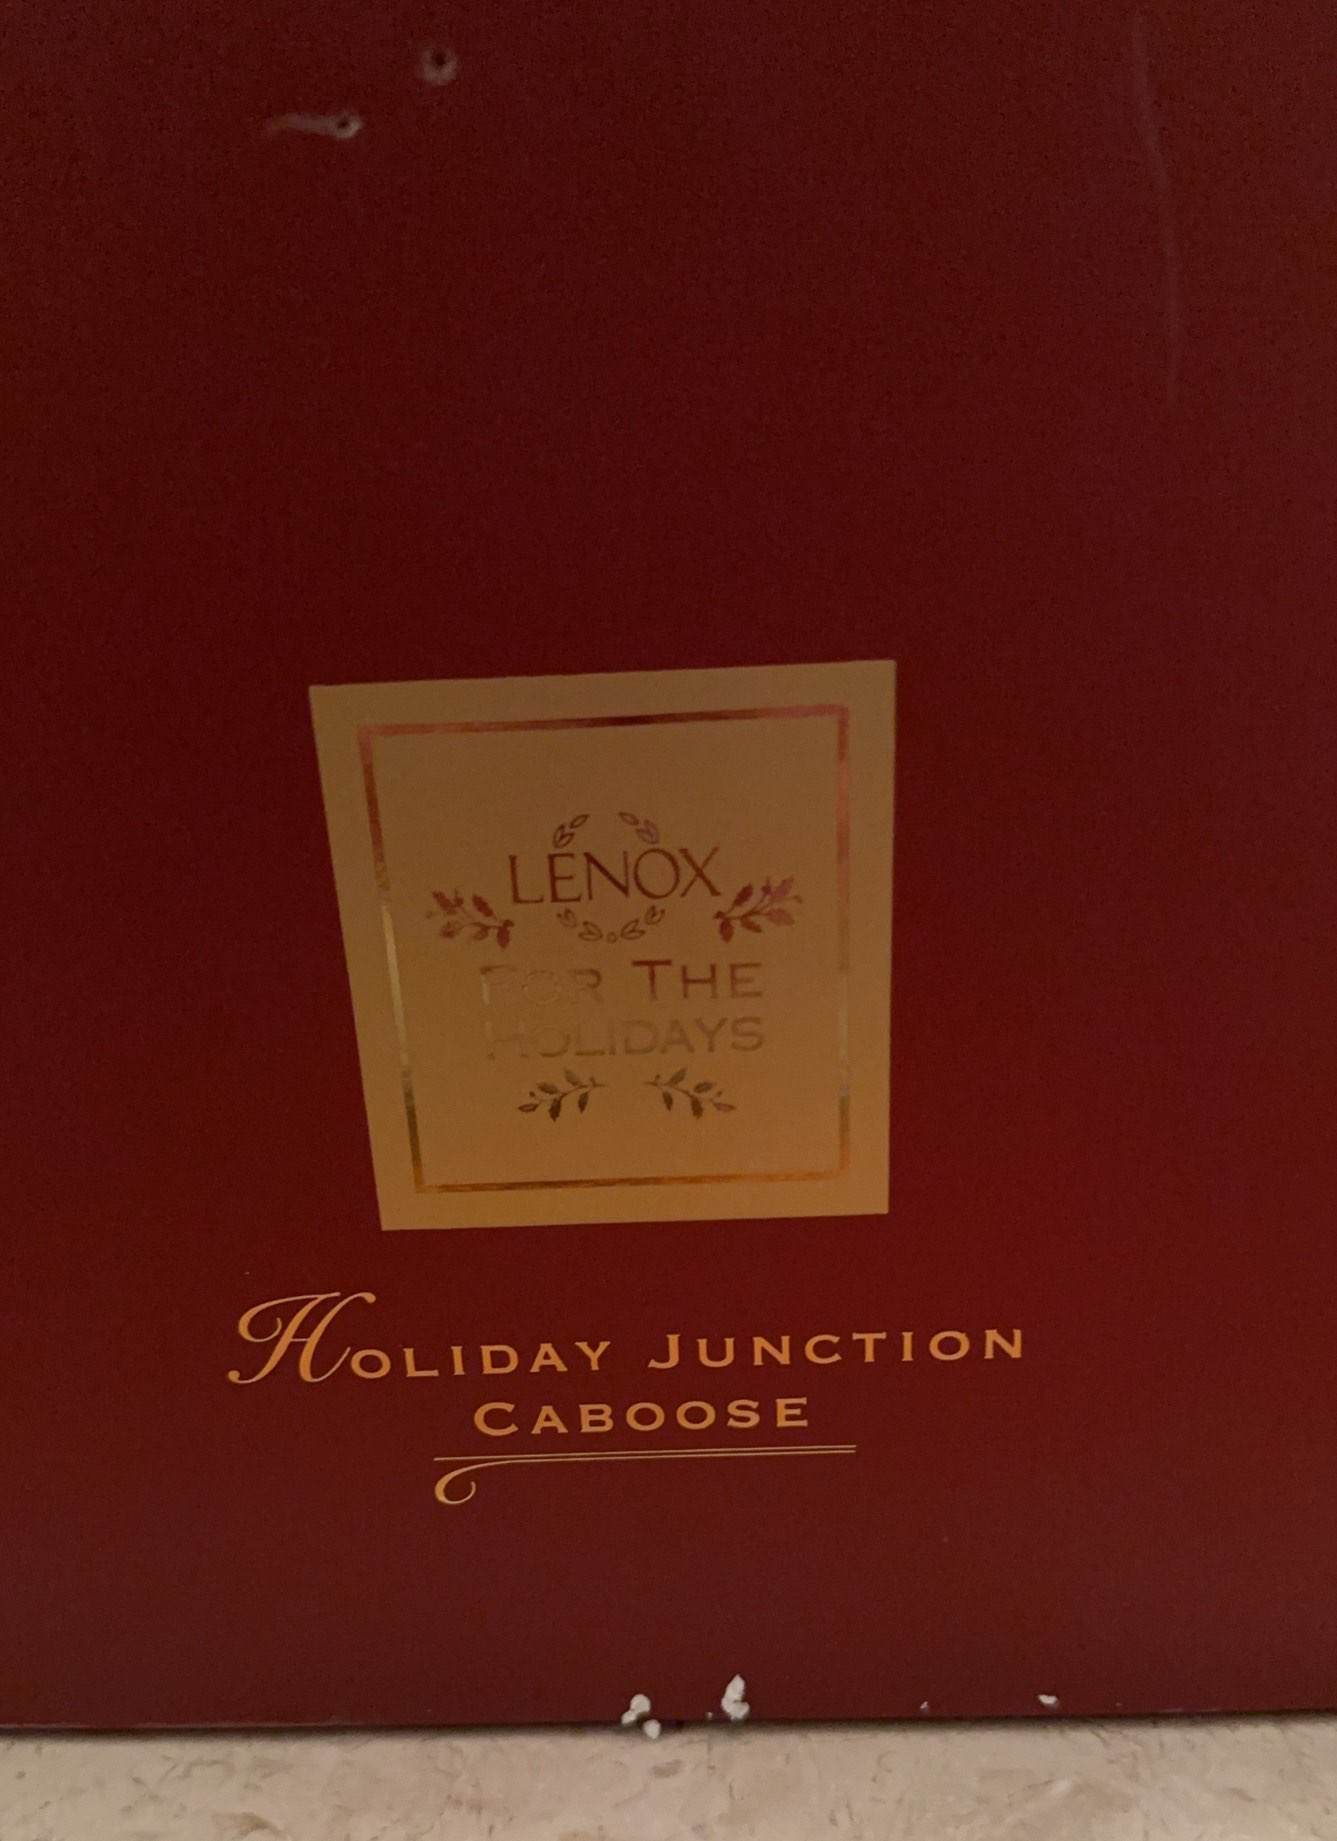 LENOX
FOR THE
HOLIDAYS
HOLIDAY JUNCTION
CABOOSE